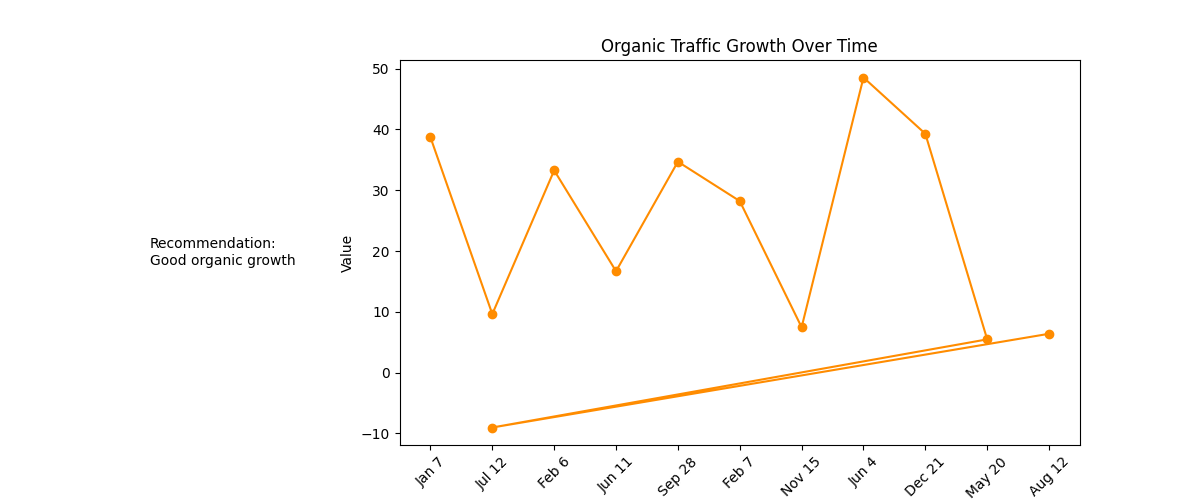 Organic Traffic Growth Over Time
Recommendation:
Good organic growth
Value
50
40
30
20
10
0
−10
Jan 7
Jul 12
Feb 6
Jun 11
Sep 28
Feb 7
Nov 15
Jun 4
Dec 21
May 20
Aug 12